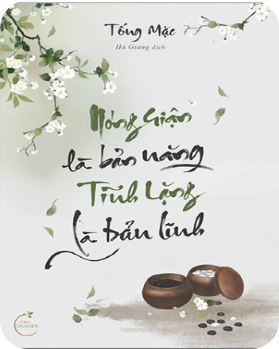 Tống Mặc
Hà Giang dịch
Nóng Giận
là bản năng
Tĩnh Lặng
Là bản lĩnh